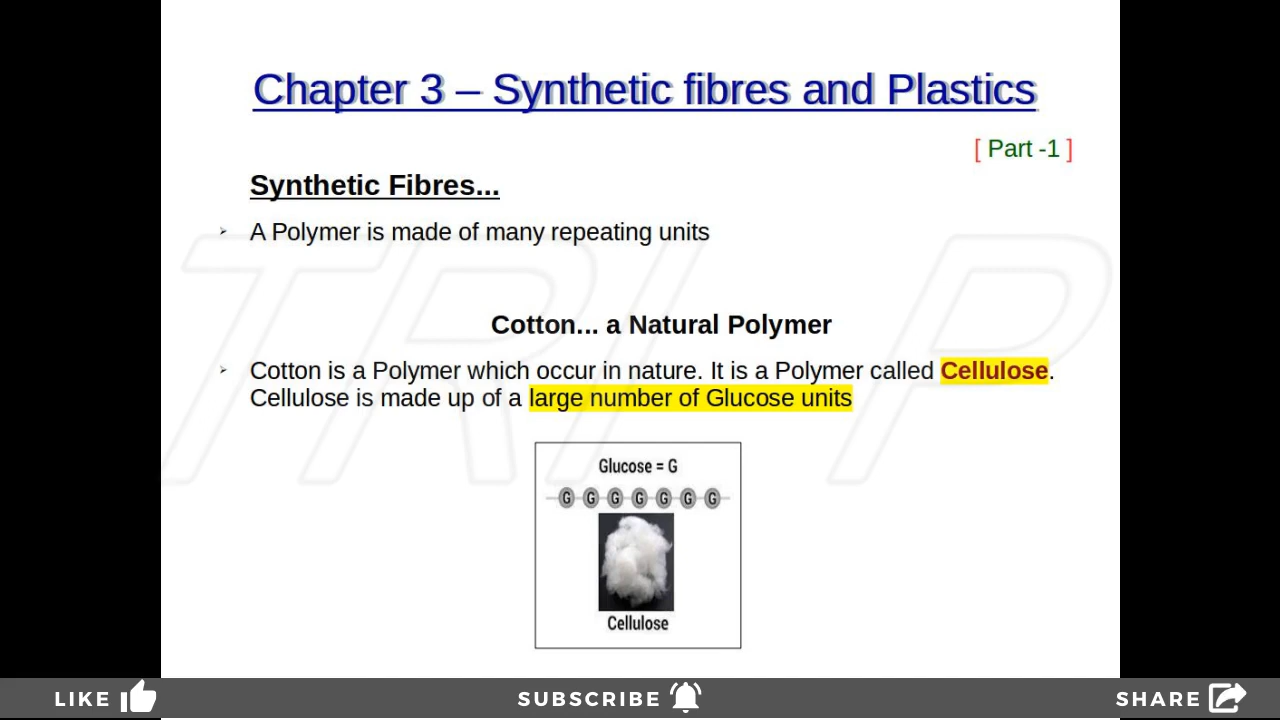 Chapter 3 – Synthetic fibres and Plastics
[ Part -1 ]
Synthetic Fibres...
A Polymer is made of many repeating units
Cotton... a Natural Polymer
Cotton is a Polymer which occur in nature. It is a Polymer called Cellulose.
Cellulose is made up of a large number of Glucose units
Glucose = G
G G G G G G G
Cellulose
LIKE SUBSCRIBE SHARE